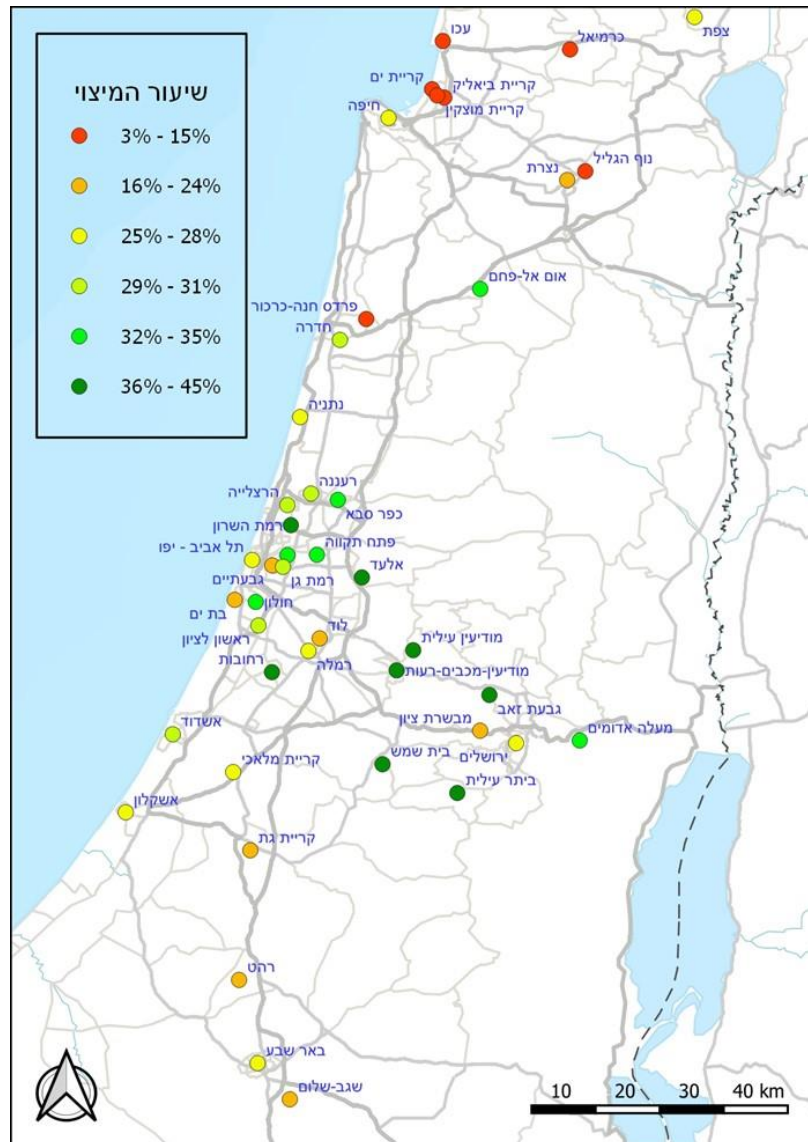 שיעור המיצוי
3% - 15%
16% - 24%
25% - 28%
29% - 31%
32% - 35%
36% - 45%
צפת
עכו
כרמיאל
קריית ים
קריית ביאליק
קריית מוצקין
חיפה
נוף הגליל
נצרת
אום אל-פחם
פרדס חנה-כרכור
חדרה
נתניה
רעננה
הרצלייה
כפר סבא
רמת השרון
פתח תקווה
תל אביב - יפו
אלעד
רמת גן
גבעתיים
חולון
בת ים
לוד
ראשון לציון
רמלה
רחובות
מודיעין עילית
מודיעין-מכבים-רעות
גבעת זאב
מבשרת ציון
מעלה אדומים
אשדוד
ירושלים
בית שמש
קריית מלאכי
ביתר עילית
אשקלון
קריית גת
רהט
באר שבע
שגב-שלום
10 20 30 40 km